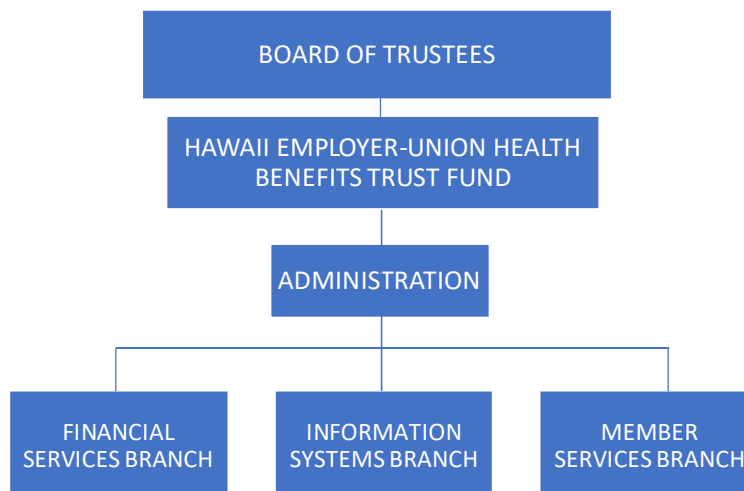 BOARD OF TRUSTEES
HAWAII EMPLOYER-UNION HEALTH
BENEFITS TRUST FUND
ADMINISTRATION
FINANCIAL
SERVICES BRANCH
INFORMATION
SYSTEMS BRANCH
MEMBER
SERVICES BRANCH